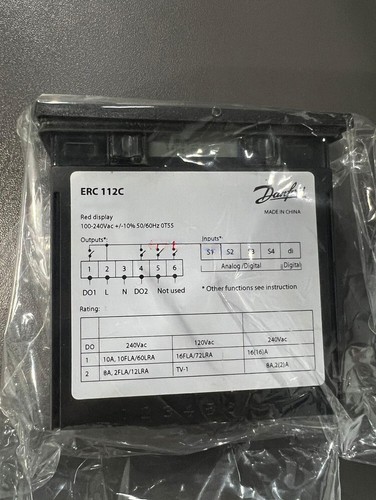 ERC 112C
Danfoss
MADE IN CHINA
Red display
100-240Vac +/-10% 50/60Hz 0T55
Outputs*:
Inputs*:
S1 S2 S3 S4 di
1 2 3 4 5 6
Analog/Digital Digital
DO1 L N DO2 Not used
* Other functions see instruction.
Rating:
240Vac 120Vac 240Vac
DO
1 10A, 10FLA/60LRA 16FLA/72LRA 16(16)A
2 8A, 2FLA/12LRA TV-1 8A,2(2)A